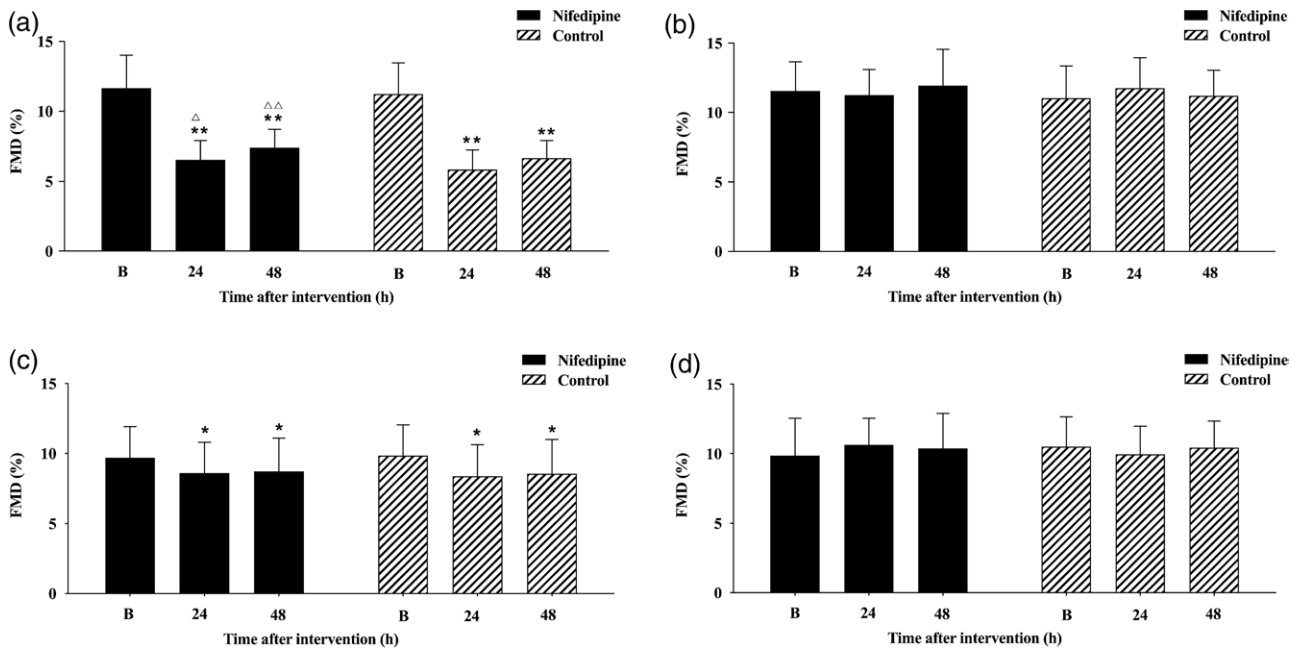 (a)
Nifedipine
Control
15
10
5
0
FMD (%)
△
**
△△
**
**
**
B 24 48 B 24 48
Time after intervention (h)
(b)
Nifedipine
Control
15
10
5
0
FMD (%)
B 24 48 B 24 48
Time after intervention (h)
(c)
Nifedipine
Control
15
10
5
0
FMD (%)
* * * *
B 24 48 B 24 48
Time after intervention (h)
(d)
Nifedipine
Control
15
10
5
0
FMD (%)
B 24 48 B 24 48
Time after intervention (h)